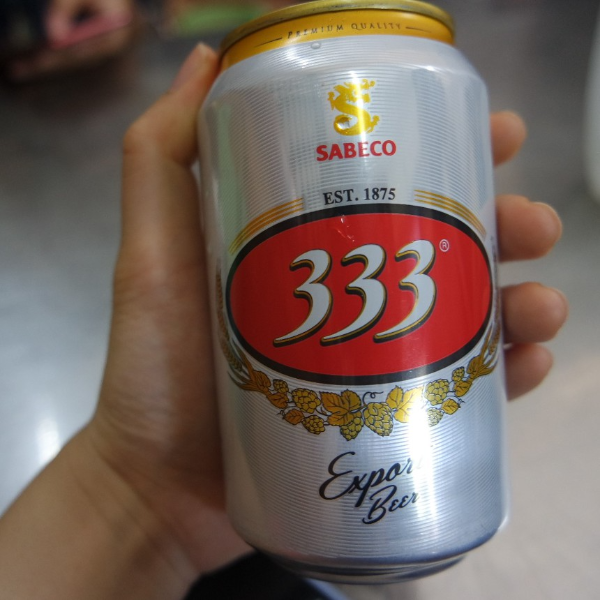 PREMIUM QUALITY
SABECO
EST. 1875
333®
Export
Beer